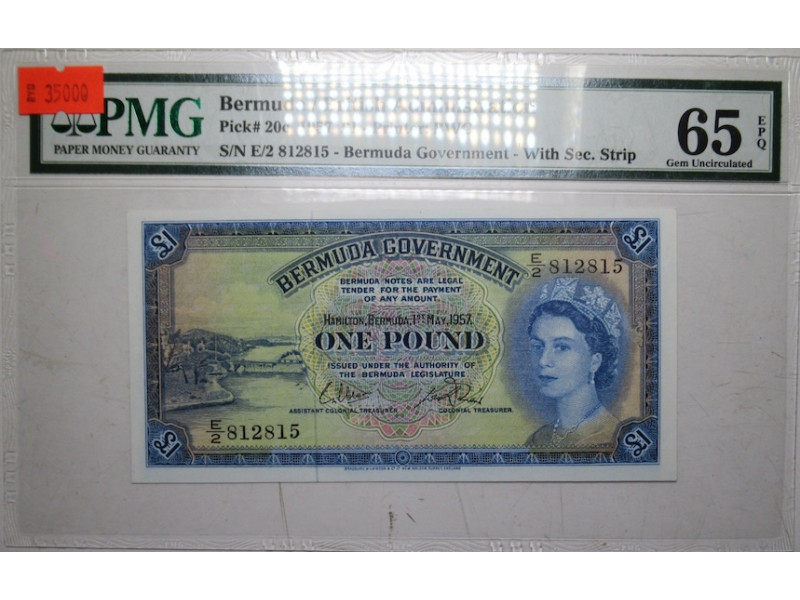 35000
PMG
PAPER MONEY GUARANTY
Pick#
S/N E/2 812815 - Bermuda Government - With Sec. Strip
65
EPQ
Gem Uncirculated
£1
£1
BERMUDA GOVERNMENT
E/2 812815
BERMUDA NOTES ARE LEGAL
TENDER FOR THE PAYMENT
OF ANY AMOUNT.
HAMILTON, BERMUDA, 1ST MAY, 1957.
ONE POUND
ISSUED UNDER THE AUTHORITY OF
THE BERMUDA LEGISLATURE
ASSISTANT COLONIAL TREASURER.
COLONIAL TREASURER.
E/2 812815
£1
£1